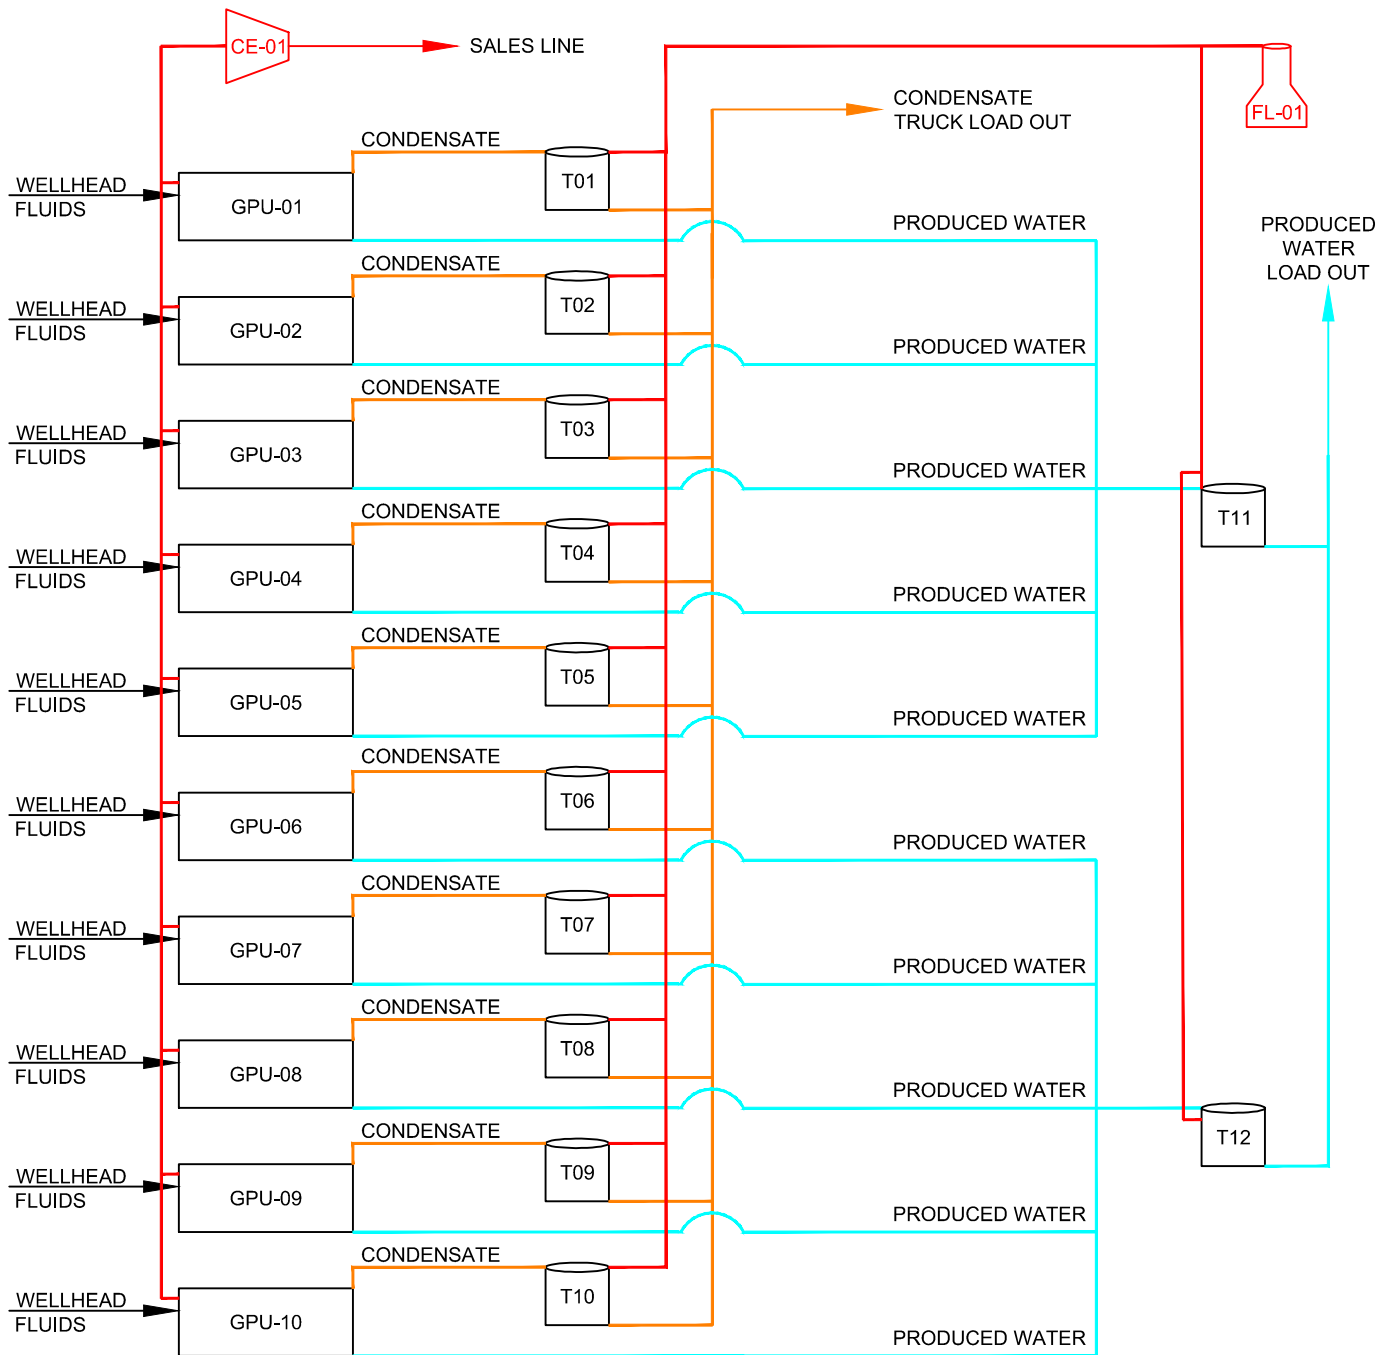 CE-01
SALES LINE
FL-01
CONDENSATE
TRUCK LOAD OUT
CONDENSATE
WELLHEAD
FLUIDS
GPU-01
T01
PRODUCED WATER
PRODUCED
WATER
LOAD OUT
CONDENSATE
WELLHEAD
FLUIDS
GPU-02
T02
PRODUCED WATER
CONDENSATE
WELLHEAD
FLUIDS
GPU-03
T03
PRODUCED WATER
T11
CONDENSATE
WELLHEAD
FLUIDS
GPU-04
T04
PRODUCED WATER
CONDENSATE
WELLHEAD
FLUIDS
GPU-05
T05
PRODUCED WATER
CONDENSATE
WELLHEAD
FLUIDS
GPU-06
T06
PRODUCED WATER
CONDENSATE
WELLHEAD
FLUIDS
GPU-07
T07
PRODUCED WATER
CONDENSATE
WELLHEAD
FLUIDS
GPU-08
T08
PRODUCED WATER
T12
CONDENSATE
WELLHEAD
FLUIDS
GPU-09
T09
PRODUCED WATER
CONDENSATE
WELLHEAD
FLUIDS
GPU-10
T10
PRODUCED WATER